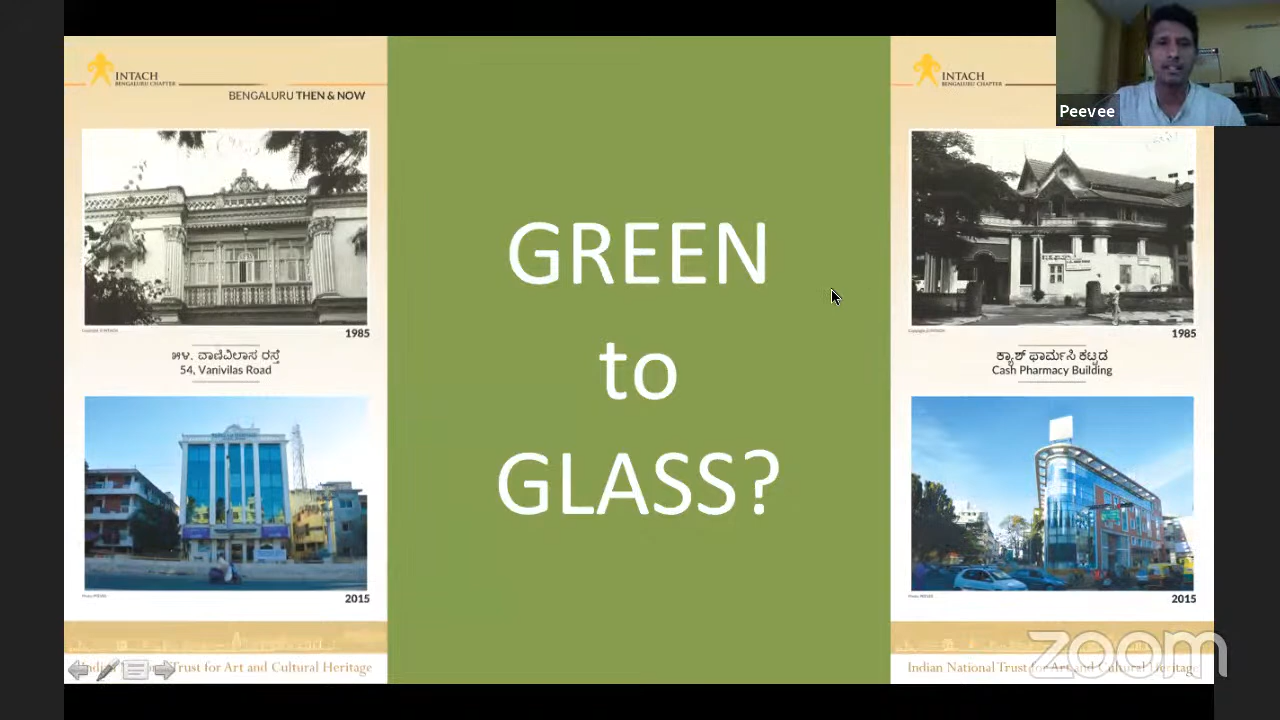 INTACH
BENGALURU CHAPTER
BENGALURU THEN & NOW
1985
೫೪. ವಾಣಿವಿಲಾಸ ರಸ್ತೆ
54, Vanivilas Road
2015
Trust for Art and Cultural Heritage
GREEN
to
GLASS?
INTACH
BENGALURU CHAPTER
1985
ಕ್ಯಾಶ್ ಫಾರ್ಮಸಿ ಕಟ್ಟಡ
Cash Pharmacy Building
2015
Indian National Trust for Art and Cultural Heritage
Peevee
zoom